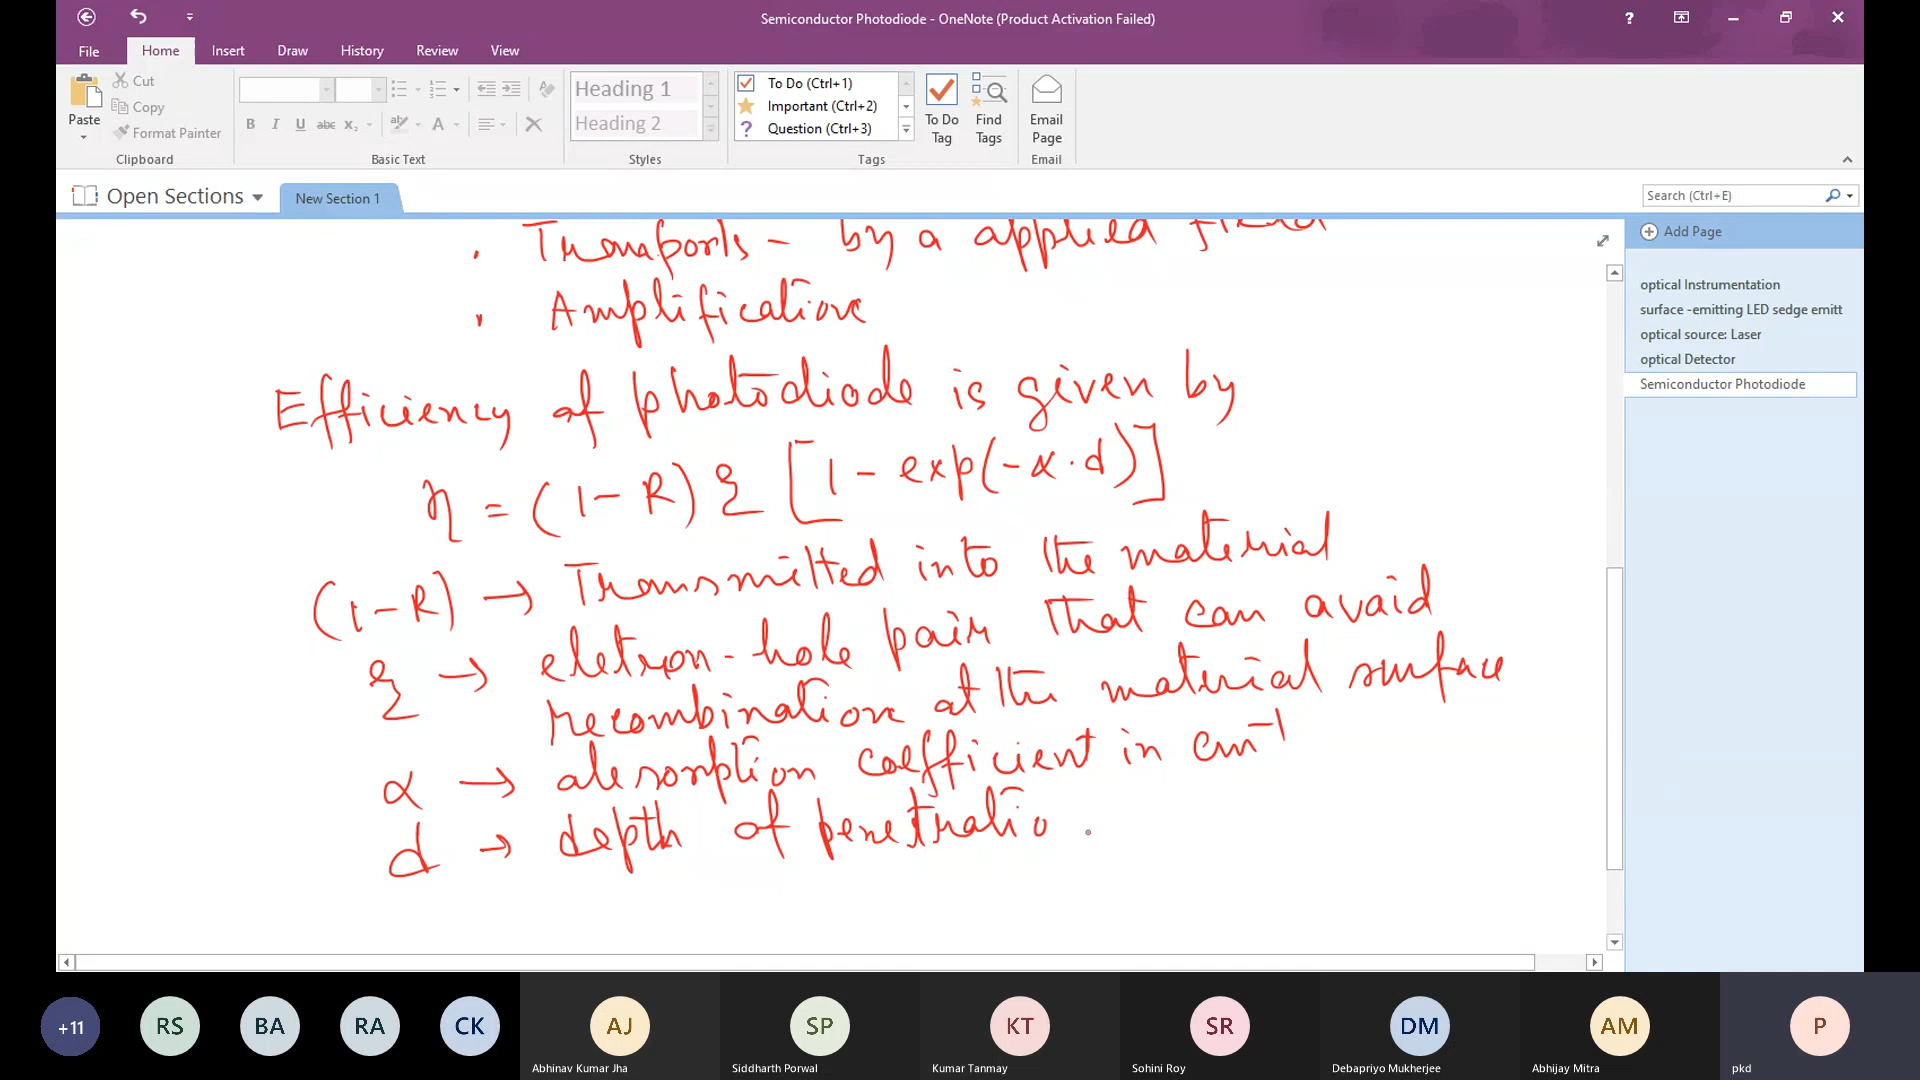 Semiconductor Photodiode - OneNote (Product Activation Failed)
?
File Home Insert Draw History Review View
Paste
Cut
Copy
Format Painter
Clipboard
B I U abc x₂ A
Basic Text
Heading 1
Heading 2
Styles
To Do (Ctrl+1)
Important (Ctrl+2)
Question (Ctrl+3)
Tags
To Do Tag
Find Tags
Email Page
Email
Open Sections
New Section 1
Search (Ctrl+E)
Add Page
optical Instrumentation
surface -emitting LED sedge emitt
optical source: Laser
optical Detector
Semiconductor Photodiode
. Transports - by a applied field
. Amplification
Efficiency of photodiode is given by
η = (1 - R) ξ [1 - exp(-α.d)]
(1-R) → Transmitted into the material
ξ → eletron-hole pair that can avaid
recombination at the material surface
α → absorption coefficient in cm⁻¹
d → depth of penetratio
+11 RS BA RA CK AJ SP KT SR DM AM P
Abhinav Kumar Jha Siddharth Porwal Kumar Tanmay Sohini Roy Debapriyo Mukherjee Abhijay Mitra pkd